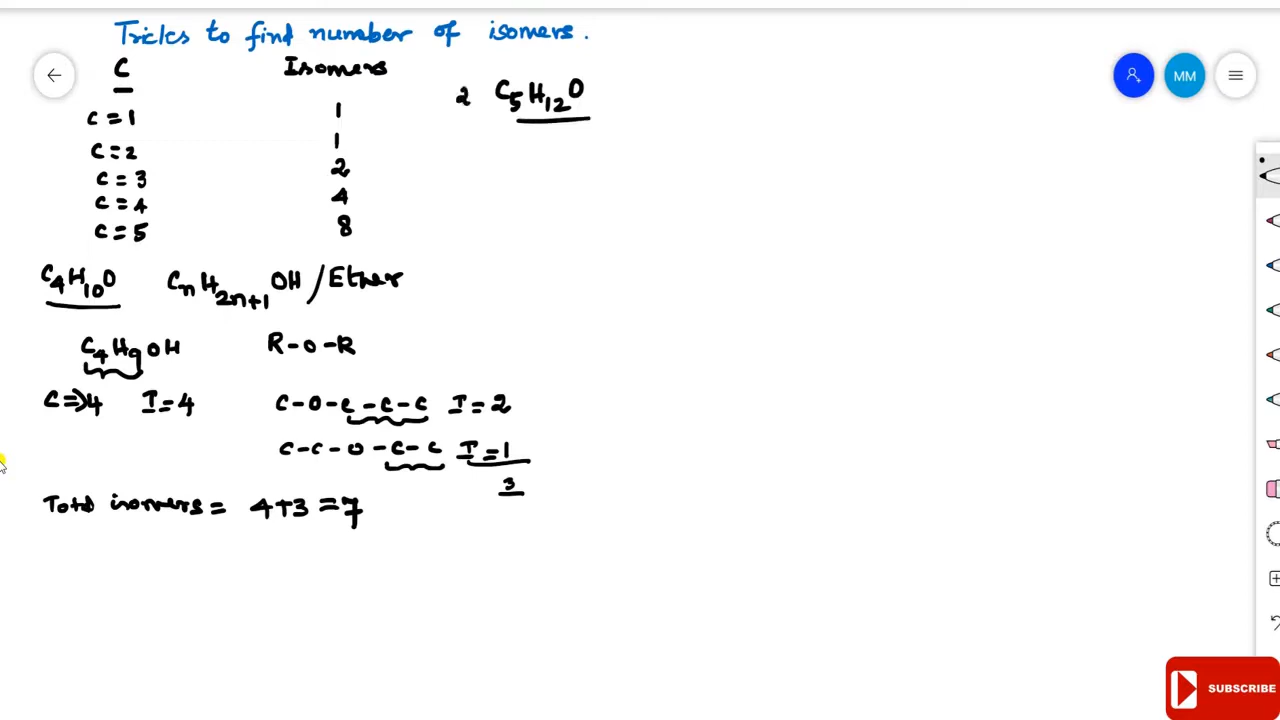 Tricks to find number of isomers.
C Isomers
2 C5H12O
C=1 1
C=2 1
C=3 2
C=4 4
C=5 8
C4H10O CnH2n+1OH / Ether
C4H9OH R-O-R
C=>4 I=4 C-O-C-C-C I=2
C-C-O-C-C I=1
3
Total isomers = 4+3=7
MM
SUBSCRIBE